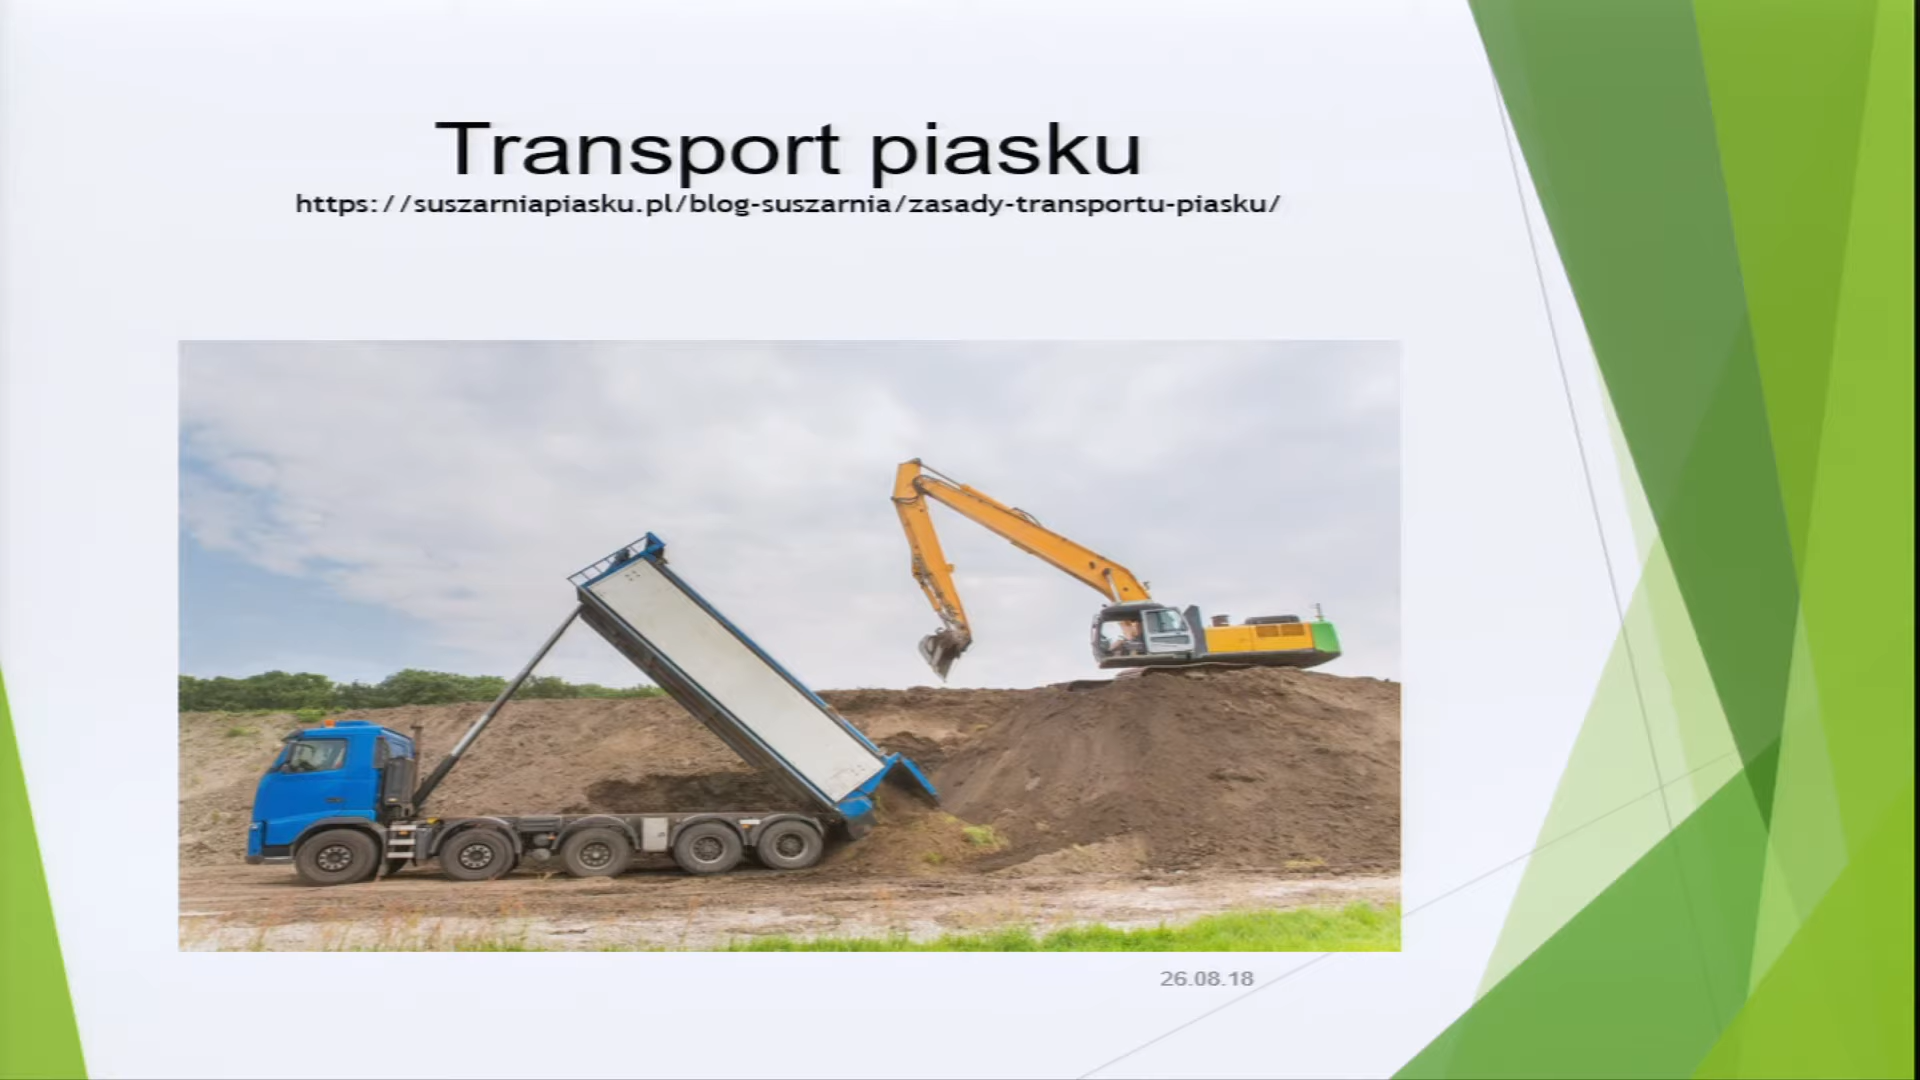 Transport piasku
https://suszarniapiasku.pl/blog-suszarnia/zasady-transportu-piasku/
26.08.18